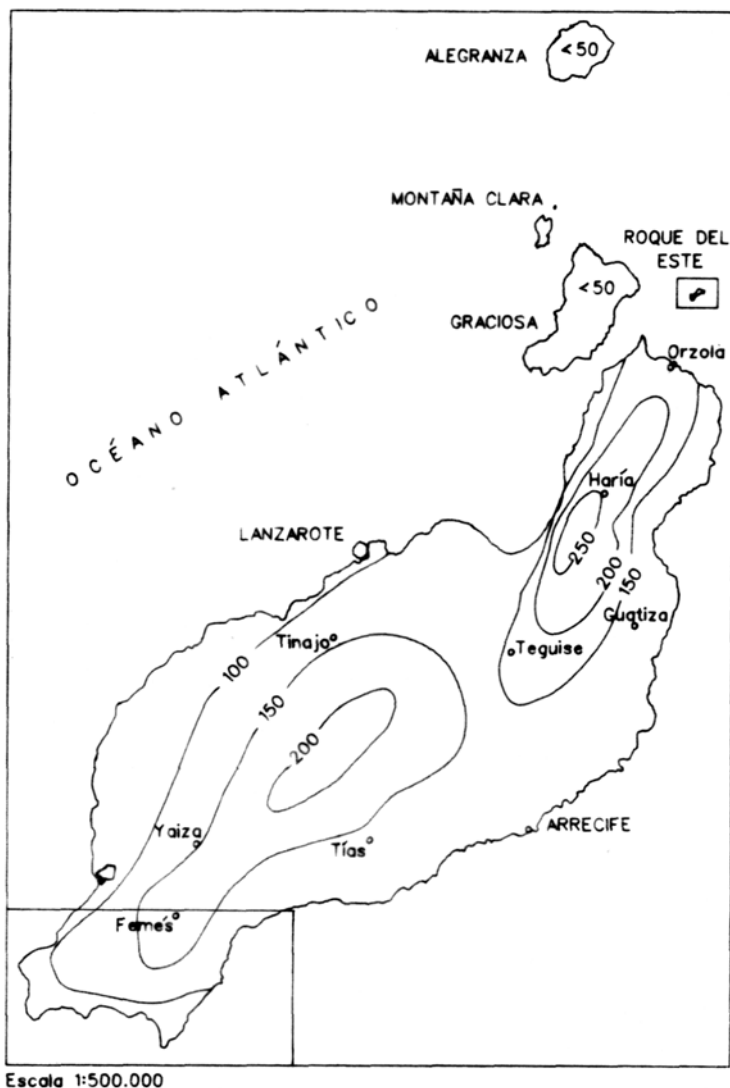 ALEGRANZA
<50
MONTAÑA CLARA
ROQUE DEL
ESTE
<50
GRACIOSA
OCÉANO ATLÁNTICO
Orzola
Haría
LANZAROTE
250
200
150
Guatiza
Tinajo
Teguise
100
150
200
Yaiza
Tías
ARRECIFE
Femés
Escala 1:500.000